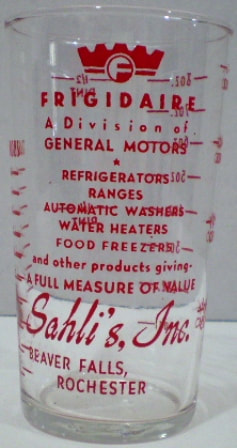 F
FRIGIDAIRE
A Division of
GENERAL MOTORS
*
REFRIGERATORS
RANGES
AUTOMATIC WASHERS
WATER HEATERS
FOOD FREEZERS
and other products giving-
A FULL MEASURE OF VALUE
Sahli's, Inc.
BEAVER FALLS,
ROCHESTER